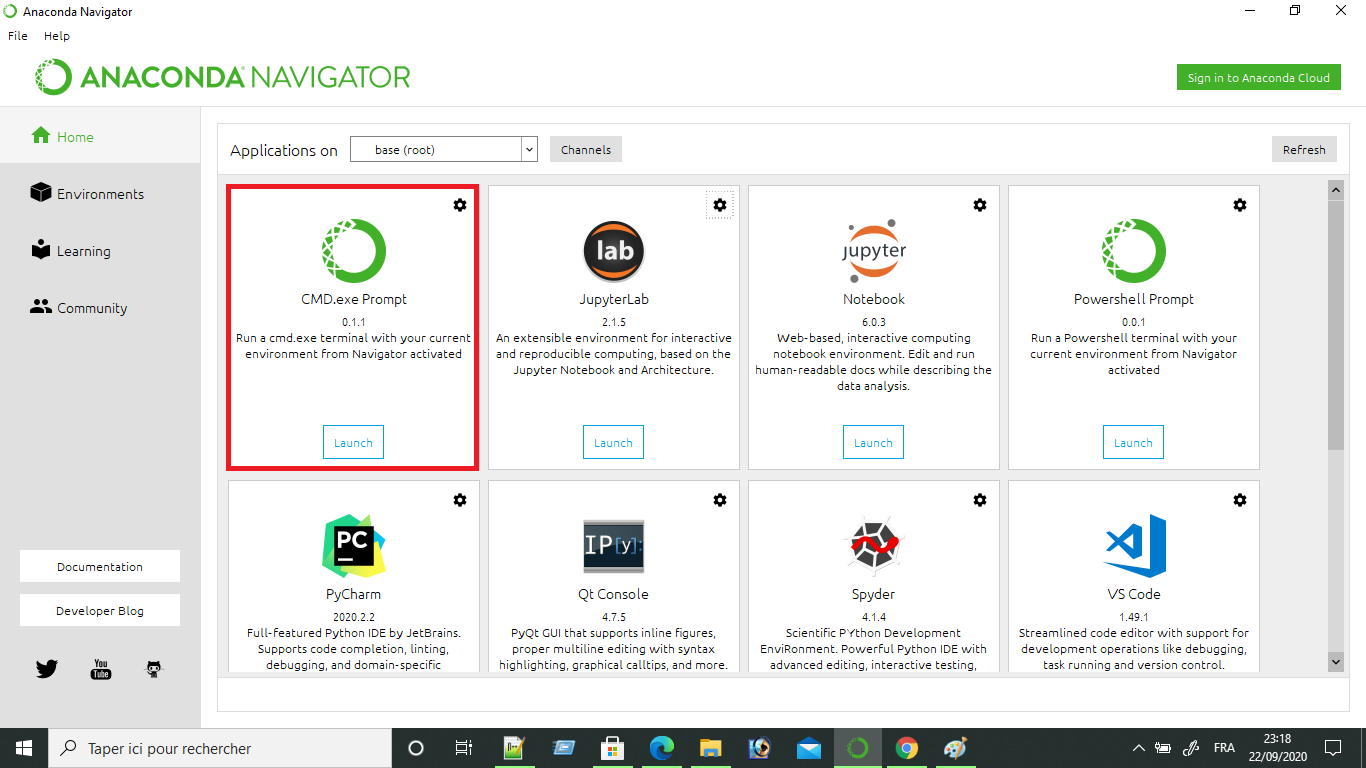 Anaconda Navigator
File Help
ANACONDA NAVIGATOR
Sign in to Anaconda Cloud
Home
Environments
Learning
Community
Documentation
Developer Blog
You
Tube
Applications on
base (root)
Channels
Refresh
CMD.exe Prompt
0.1.1
Run a cmd.exe terminal with your current
environment from Navigator activated
Launch
lab
JupyterLab
2.1.5
An extensible environment for interactive
and reproducible computing, based on the
Jupyter Notebook and Architecture.
Launch
jupyter
Notebook
6.0.3
Web-based, interactive computing
notebook environment. Edit and run
human-readable docs while describing the
data analysis.
Launch
Powershell Prompt
0.0.1
Run a Powershell terminal with your
current environment from Navigator
activated
Launch
PC
PyCharm
2020.2.2
Full-featured Python IDE by JetBrains.
Supports code completion, linting,
debugging, and domain-specific
IP[y]:
Qt Console
4.7.5
PyQt GUI that supports inline figures,
proper multiline editing with syntax
highlighting, graphical calltips, and more.
Spyder
4.1.4
Scientific PYthon Development
EnviRonment. Powerful Python IDE with
advanced editing, interactive testing,
VS Code
1.49.1
Streamlined code editor with support for
development operations like debugging,
task running and version control.
Taper ici pour rechercher
FRA
23:18
22/09/2020